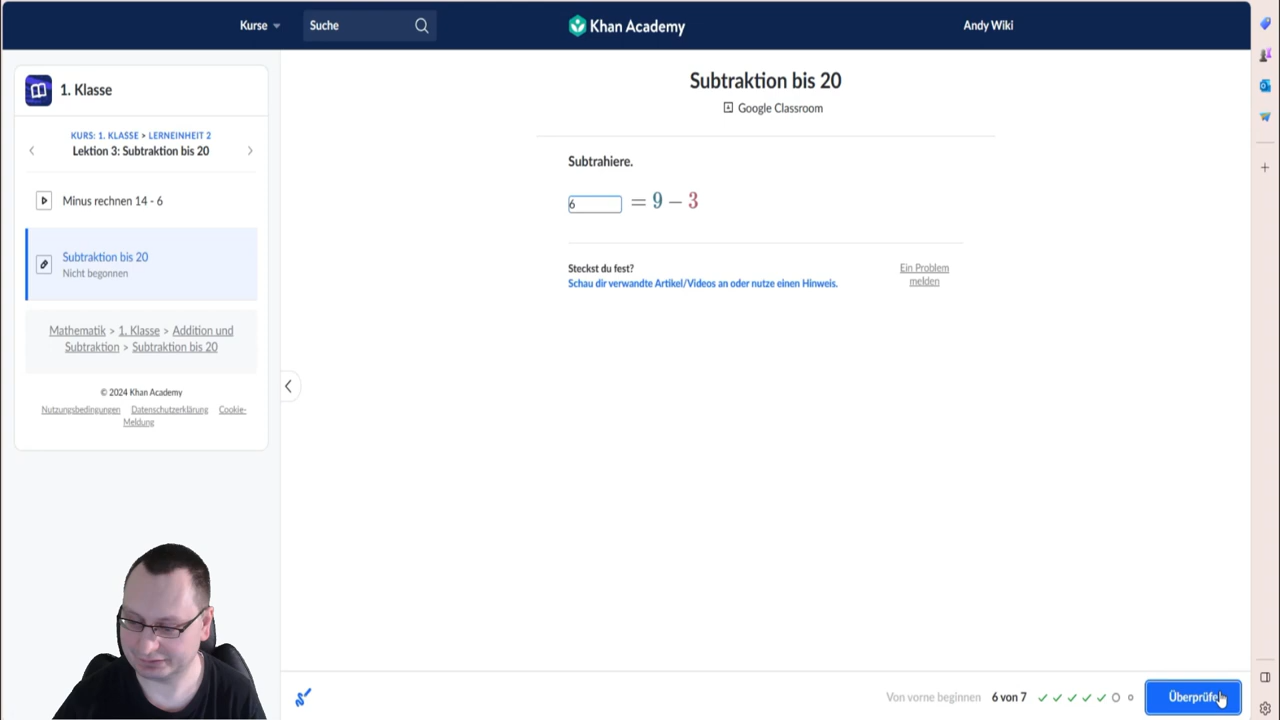 Kurse
Suche
Khan Academy
Andy Wiki
1. Klasse
KURS: 1. KLASSE > LERNEINHEIT 2
Lektion 3: Subtraktion bis 20
Minus rechnen 14 - 6
Subtraktion bis 20
Nicht begonnen
Mathematik > 1. Klasse > Addition und
Subtraktion > Subtraktion bis 20
© 2024 Khan Academy
Nutzungsbedingungen Datenschutzerklärung Cookie-
Meldung
Subtraktion bis 20
Google Classroom
Subtrahiere.
6 = 9 − 3
Steckst du fest?
Schau dir verwandte Artikel/Videos an oder nutze einen Hinweis.
Ein Problem
melden
Von vorne beginnen 6 von 7
Überprüfe